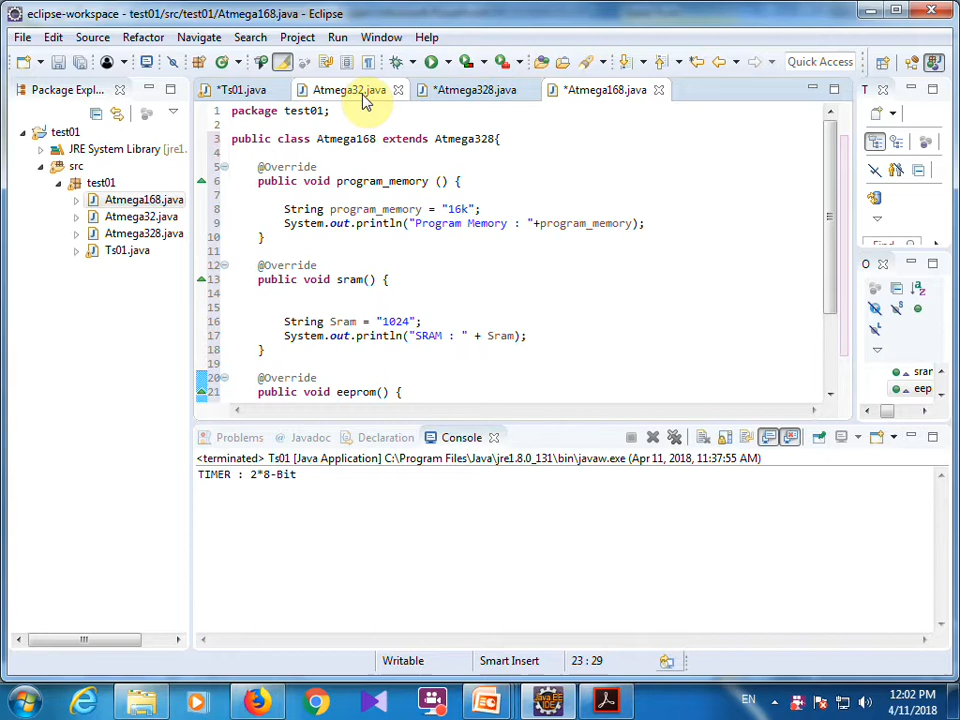 eclipse-workspace - test01/src/test01/Atmega168.java - Eclipse
File Edit Source Refactor Navigate Search Project Run Window Help
Quick Access
Package Expl...
*Ts01.java
Atmega32.java
*Atmega328.java
*Atmega168.java
T
test01
JRE System Library [jre1.
src
test01
Atmega168.java
Atmega32.java
Atmega328.java
Ts01.java
1 package test01;
2
3 public class Atmega168 extends Atmega328{
4
5 @Override
6 public void program_memory () {
7
8 String program_memory = "16k";
9 System.out.println("Program Memory : "+program_memory);
10 }
11
12 @Override
13 public void sram() {
14
15
16 String Sram = "1024";
17 System.out.println("SRAM : " + Sram);
18 }
19
20 @Override
21 public void eeprom() {
O
srar
eep
Problems Javadoc Declaration Console
<terminated> Ts01 [Java Application] C:\Program Files\Java\jre1.8.0_131\bin\javaw.exe (Apr 11, 2018, 11:37:55 AM)
TIMER : 2*8-Bit
Writable Smart Insert 23 : 29
EN
12:02 PM
4/11/2018